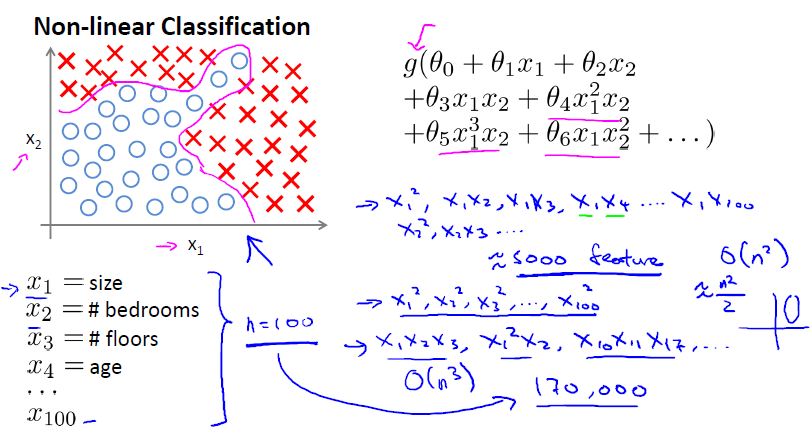 Non-linear Classification
x₂
x₁
g(θ₀ + θ₁x₁ + θ₂x₂
+θ₃x₁x₂ + θ₄x₁²x₂
+θ₅x₁³x₂ + θ₆x₁x₂² + ...)
→ x₁², x₁x₂, x₁x₃, x₁x₄ .... x₁x₁₀₀
x₂², x₂x₃ ....
≈ 5000 feature
O(n²)
≈ n²/2
→ x₁², x₂², x₃², ..., x₁₀₀²
→ x₁x₂x₃, x₁²x₂, x₁₀x₁₁x₁₇, ...
O(n³)
170,000
→ x₁ = size
x₂ = # bedrooms
x₃ = # floors
x₄ = age
...
x₁₀₀
n=100